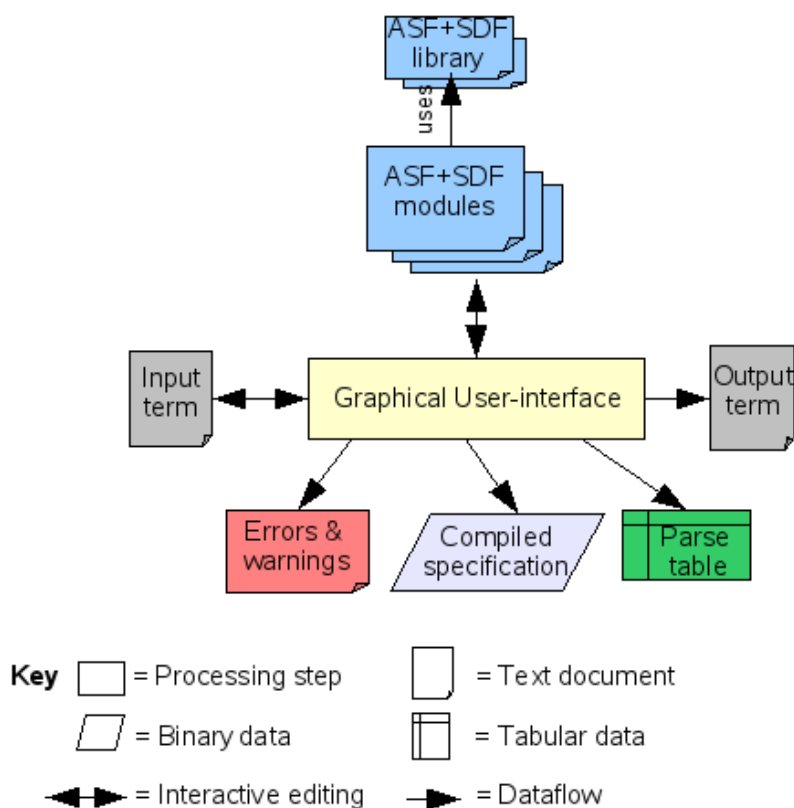 ASF+SDF
library
uses
ASF+SDF
modules
Input
term
Graphical User-interface
Output
term
Errors &
warnings
Compiled
specification
Parse
table
Key
= Processing step
= Text document
= Binary data
= Tabular data
= Interactive editing
= Dataflow